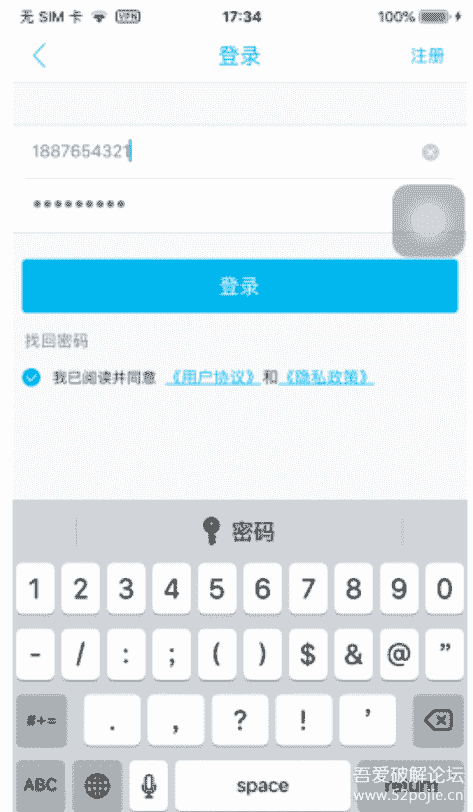 无 SIM 卡 VPN 17:34 100%
登录 注册
1887654321
•••••••••
登录
找回密码
我已阅读并同意 《用户协议》和《隐私政策》
密码
1 2 3 4 5 6 7 8 9 0
- / : ; ( ) $ & @ ”
#+= . , ? ! ’
ABC space return
吾爱破解论坛
www.52pojie.cn